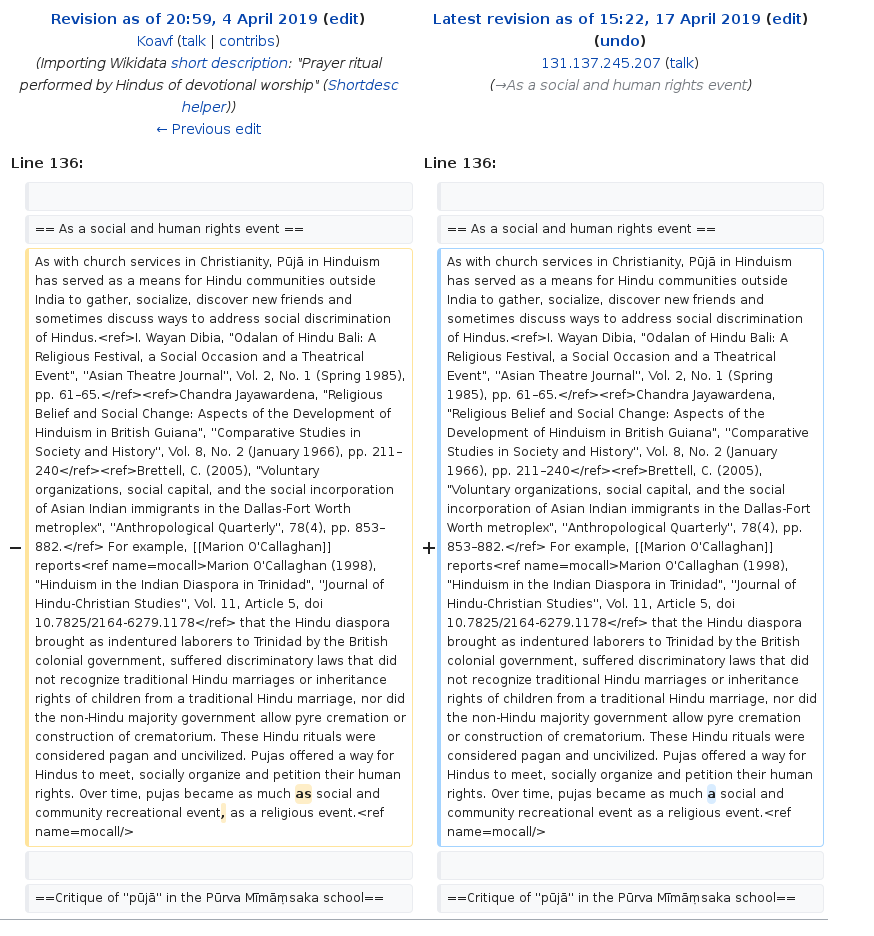 Revision as of 20:59, 4 April 2019 (edit)
Koavf (talk | contribs)
(Importing Wikidata short description: "Prayer ritual
performed by Hindus of devotional worship" (Shortdesc
helper))
← Previous edit
Latest revision as of 15:22, 17 April 2019 (edit)
(undo)
131.137.245.207 (talk)
(→As a social and human rights event)
Line 136:
Line 136:
== As a social and human rights event ==
== As a social and human rights event ==
−
As with church services in Christianity, Pūjā in Hinduism
has served as a means for Hindu communities outside
India to gather, socialize, discover new friends and
sometimes discuss ways to address social discrimination
of Hindus.<ref>I. Wayan Dibia, "Odalan of Hindu Bali: A
Religious Festival, a Social Occasion and a Theatrical
Event", ''Asian Theatre Journal'', Vol. 2, No. 1 (Spring 1985),
pp. 61–65.</ref><ref>Chandra Jayawardena, "Religious
Belief and Social Change: Aspects of the Development of
Hinduism in British Guiana", ''Comparative Studies in
Society and History'', Vol. 8, No. 2 (January 1966), pp. 211–
240</ref><ref>Brettell, C. (2005), "Voluntary
organizations, social capital, and the social incorporation
of Asian Indian immigrants in the Dallas-Fort Worth
metroplex", ''Anthropological Quarterly'', 78(4), pp. 853–
882.</ref> For example, [[Marion O'Callaghan]]
reports<ref name=mocall>Marion O'Callaghan (1998),
"Hinduism in the Indian Diaspora in Trinidad", ''Journal of
Hindu-Christian Studies'', Vol. 11, Article 5, doi
10.7825/2164-6279.1178</ref> that the Hindu diaspora
brought as indentured laborers to Trinidad by the British
colonial government, suffered discriminatory laws that did
not recognize traditional Hindu marriages or inheritance
rights of children from a traditional Hindu marriage, nor did
the non-Hindu majority government allow pyre cremation or
construction of crematorium. These Hindu rituals were
considered pagan and uncivilized. Pujas offered a way for
Hindus to meet, socially organize and petition their human
rights. Over time, pujas became as much as social and
community recreational event, as a religious event.<ref
name=mocall/>
+
As with church services in Christianity, Pūjā in Hinduism
has served as a means for Hindu communities outside
India to gather, socialize, discover new friends and
sometimes discuss ways to address social discrimination
of Hindus.<ref>I. Wayan Dibia, "Odalan of Hindu Bali: A
Religious Festival, a Social Occasion and a Theatrical
Event", ''Asian Theatre Journal'', Vol. 2, No. 1 (Spring
1985), pp. 61–65.</ref><ref>Chandra Jayawardena,
"Religious Belief and Social Change: Aspects of the
Development of Hinduism in British Guiana", ''Comparative
Studies in Society and History'', Vol. 8, No. 2 (January
1966), pp. 211–240</ref><ref>Brettell, C. (2005),
"Voluntary organizations, social capital, and the social
incorporation of Asian Indian immigrants in the Dallas-Fort
Worth metroplex", ''Anthropological Quarterly'', 78(4), pp.
853–882.</ref> For example, [[Marion O'Callaghan]]
reports<ref name=mocall>Marion O'Callaghan (1998),
"Hinduism in the Indian Diaspora in Trinidad", ''Journal of
Hindu-Christian Studies'', Vol. 11, Article 5, doi
10.7825/2164-6279.1178</ref> that the Hindu diaspora
brought as indentured laborers to Trinidad by the British
colonial government, suffered discriminatory laws that did
not recognize traditional Hindu marriages or inheritance
rights of children from a traditional Hindu marriage, nor did
the non-Hindu majority government allow pyre cremation
or construction of crematorium. These Hindu rituals were
considered pagan and uncivilized. Pujas offered a way for
Hindus to meet, socially organize and petition their human
rights. Over time, pujas became as much a social and
community recreational event as a religious event.<ref
name=mocall/>
==Critique of ''pūjā'' in the Pūrva Mīmāṃsaka school==
==Critique of ''pūjā'' in the Pūrva Mīmāṃsaka school==